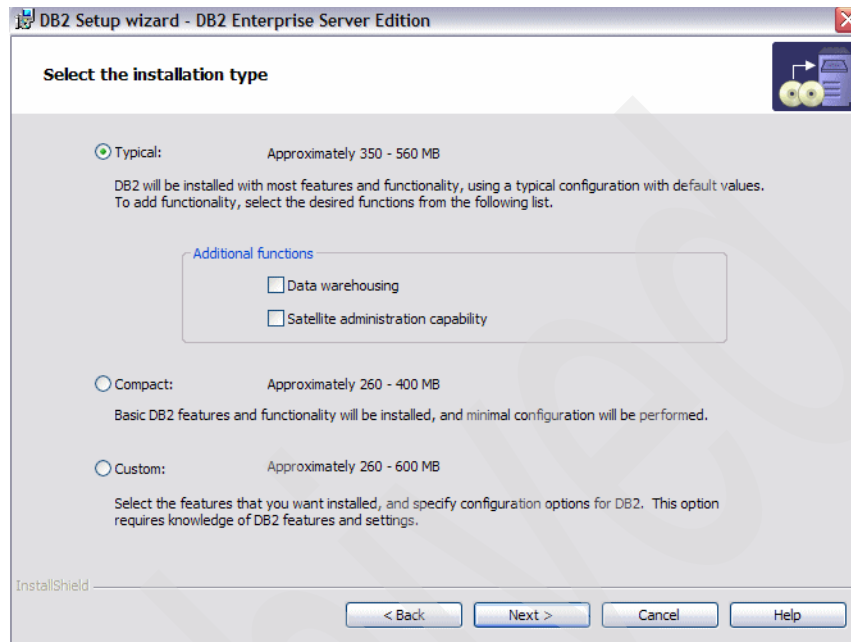 DB2 Setup wizard - DB2 Enterprise Server Edition
Select the installation type
Typical: Approximately 350 - 560 MB
DB2 will be installed with most features and functionality, using a typical configuration with default values.
To add functionality, select the desired functions from the following list.
Additional functions
Data warehousing
Satellite administration capability
Compact: Approximately 260 - 400 MB
Basic DB2 features and functionality will be installed, and minimal configuration will be performed.
Custom: Approximately 260 - 600 MB
Select the features that you want installed, and specify configuration options for DB2. This option
requires knowledge of DB2 features and settings.
InstallShield
< Back Next > Cancel Help